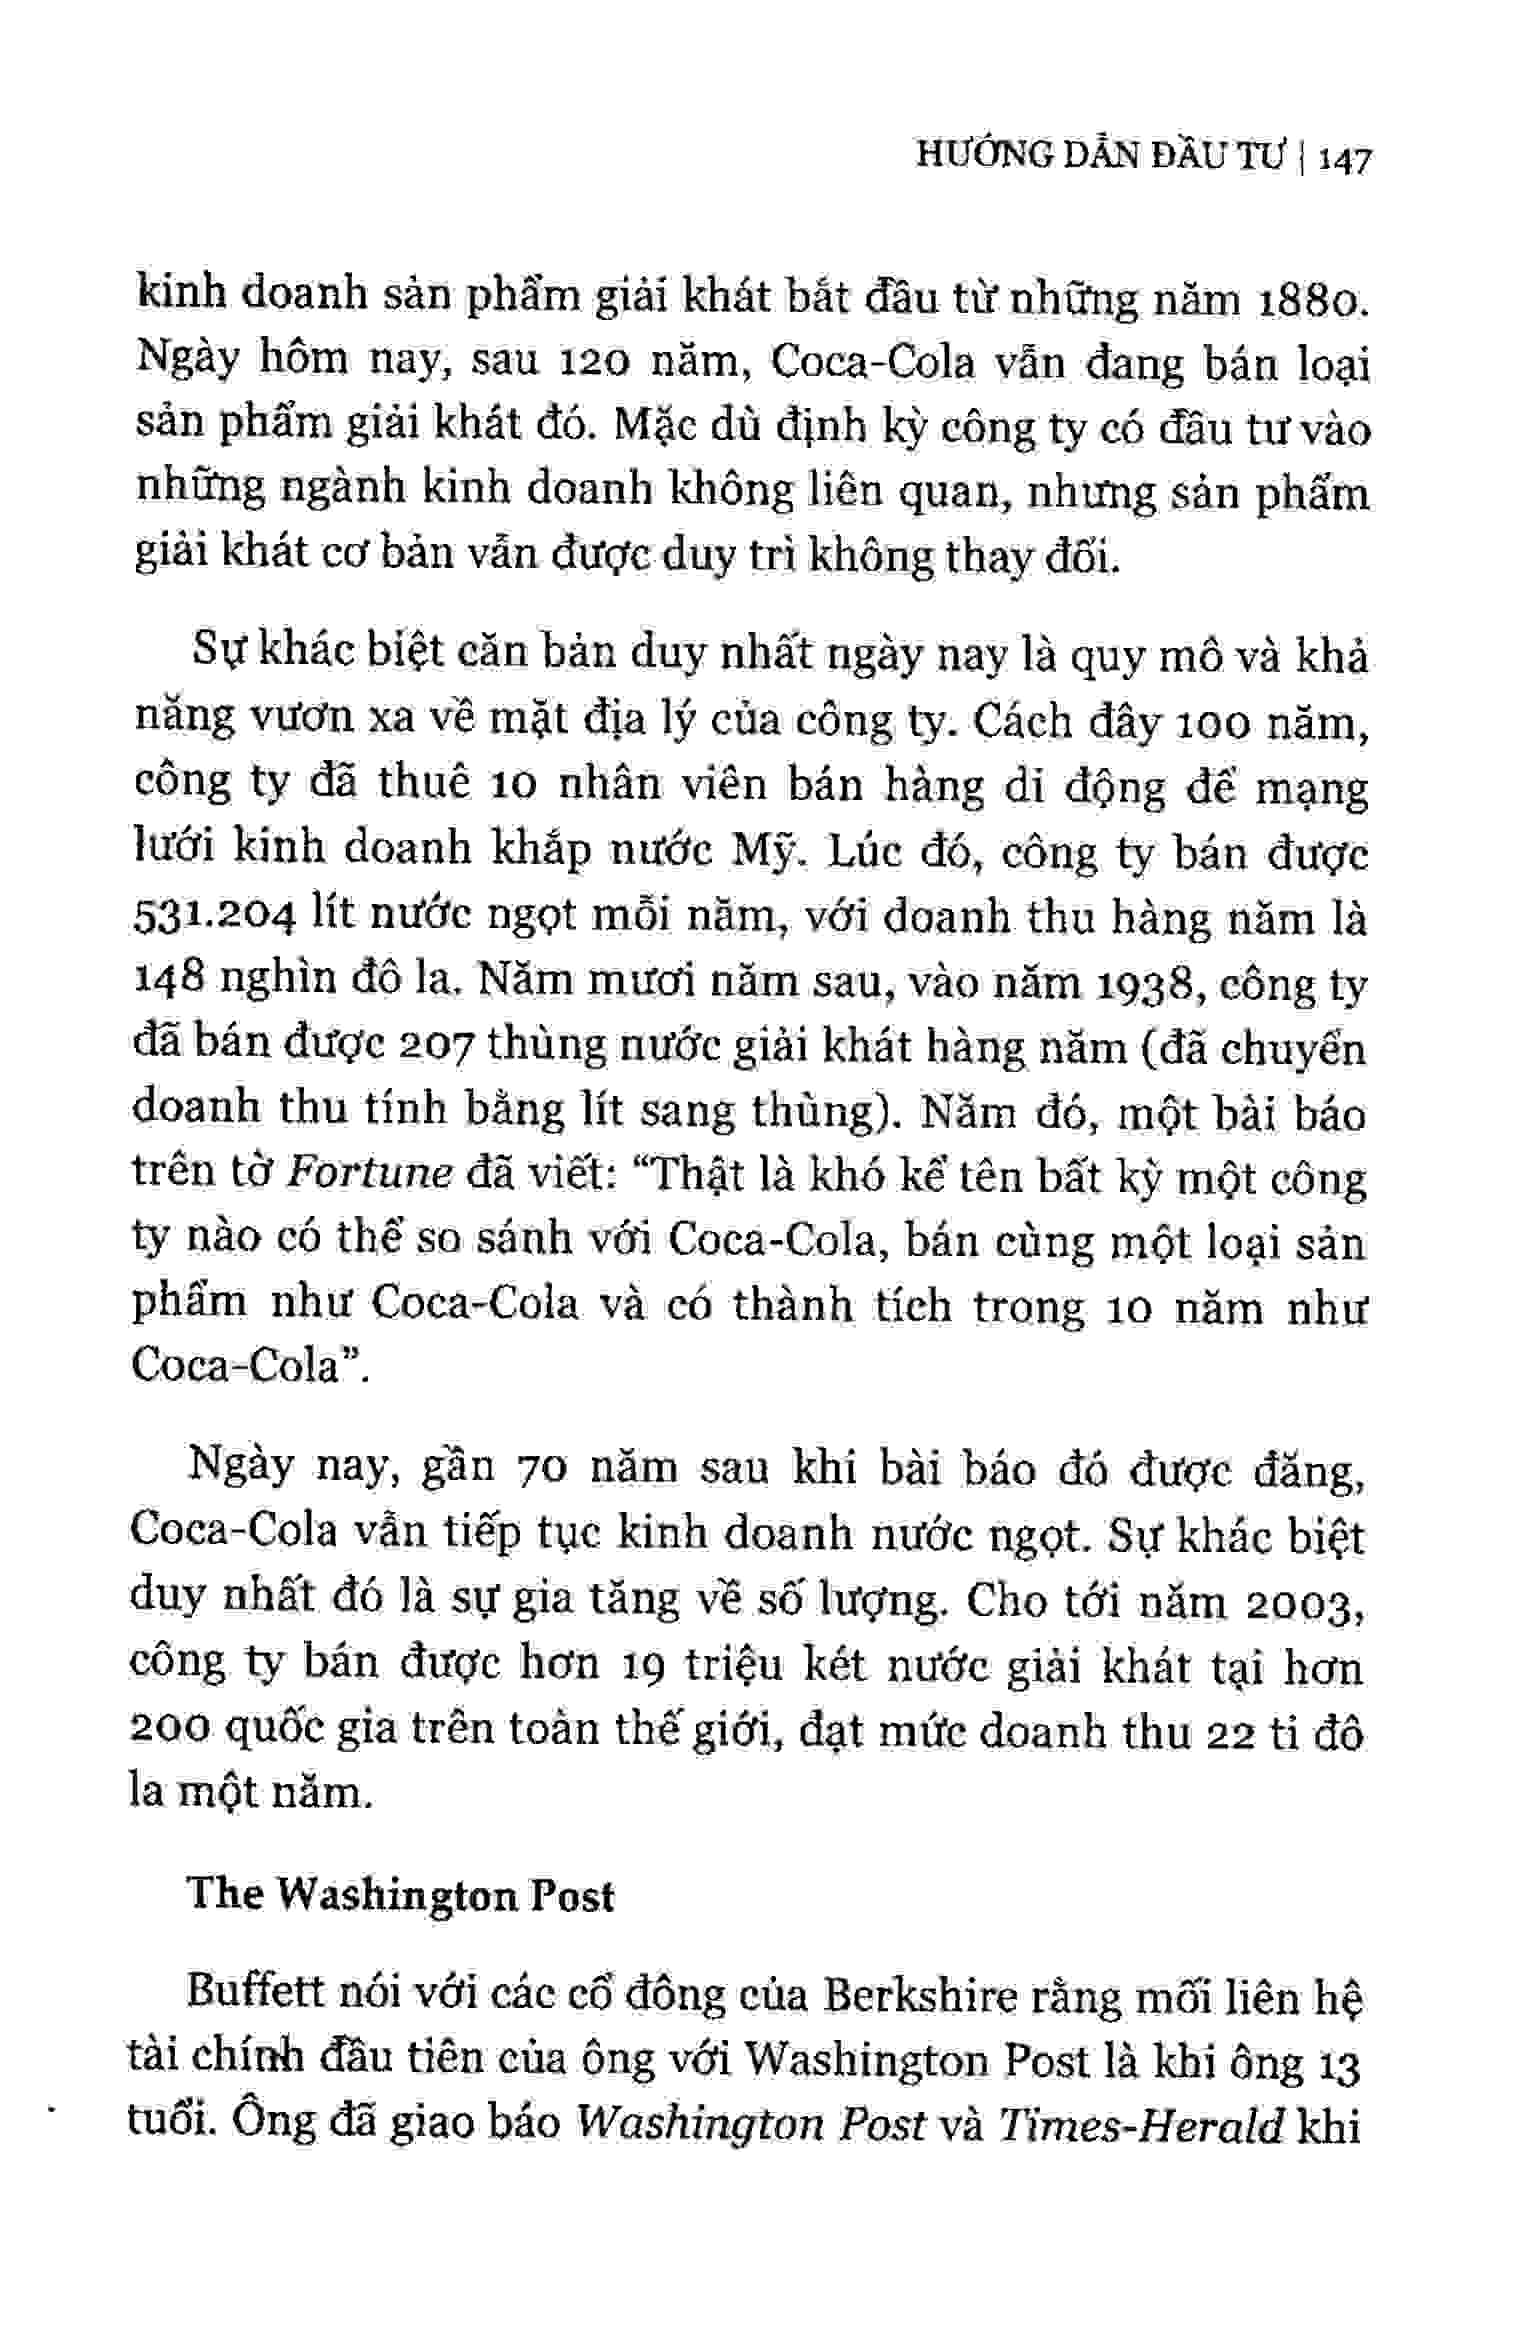 HƯỚNG DẪN ĐẦU TƯ | 147
kinh doanh sản phẩm giải khát bắt đầu từ những năm 1880.
Ngày hôm nay, sau 120 năm, Coca-Cola vẫn đang bán loại
sản phẩm giải khát đó. Mặc dù định kỳ công ty có đầu tư vào
những ngành kinh doanh không liên quan, nhưng sản phẩm
giải khát cơ bản vẫn được duy trì không thay đổi.
Sự khác biệt căn bản duy nhất ngày nay là quy mô và khả
năng vươn xa về mặt địa lý của công ty. Cách đây 100 năm,
công ty đã thuê 10 nhân viên bán hàng di động để mạng
lưới kinh doanh khắp nước Mỹ. Lúc đó, công ty bán được
531.204 lít nước ngọt mỗi năm, với doanh thu hàng năm là
148 nghìn đô la. Năm mươi năm sau, vào năm 1938, công ty
đã bán được 207 thùng nước giải khát hàng năm (đã chuyển
doanh thu tính bằng lít sang thùng). Năm đó, một bài báo
trên tờ Fortune đã viết: “Thật là khó kể tên bất kỳ một công
ty nào có thể so sánh với Coca-Cola, bán cùng một loại sản
phẩm như Coca-Cola và có thành tích trong 10 năm như
Coca-Cola”.
Ngày nay, gần 70 năm sau khi bài báo đó được đăng,
Coca-Cola vẫn tiếp tục kinh doanh nước ngọt. Sự khác biệt
duy nhất đó là sự gia tăng về số lượng. Cho tới năm 2003,
công ty bán được hơn 19 triệu két nước giải khát tại hơn
200 quốc gia trên toàn thế giới, đạt mức doanh thu 22 ti đô
la một năm.
The Washington Post
Buffett nói với các cổ đông của Berkshire rằng mối liên hệ
tài chính đầu tiên của ông với Washington Post là khi ông 13
tuổi. Ông đã giao báo Washington Post và Times-Herald khi